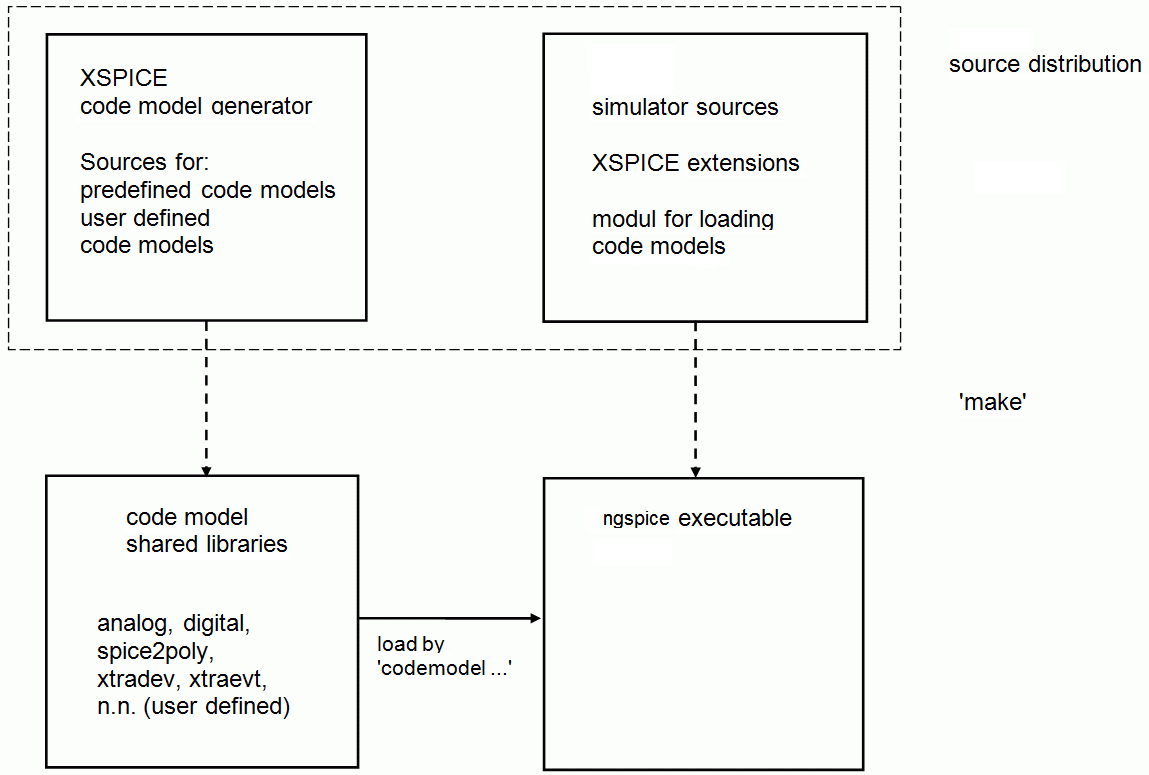 XSPICE
code model generator
Sources for:
predefined code models
user defined
code models
simulator sources
XSPICE extensions
modul for loading
code models
source distribution
'make'
code model
shared libraries
analog, digital,
spice2poly,
xtradev, xtraevt,
n.n. (user defined)
load by
'codemodel ...'
ngspice executable